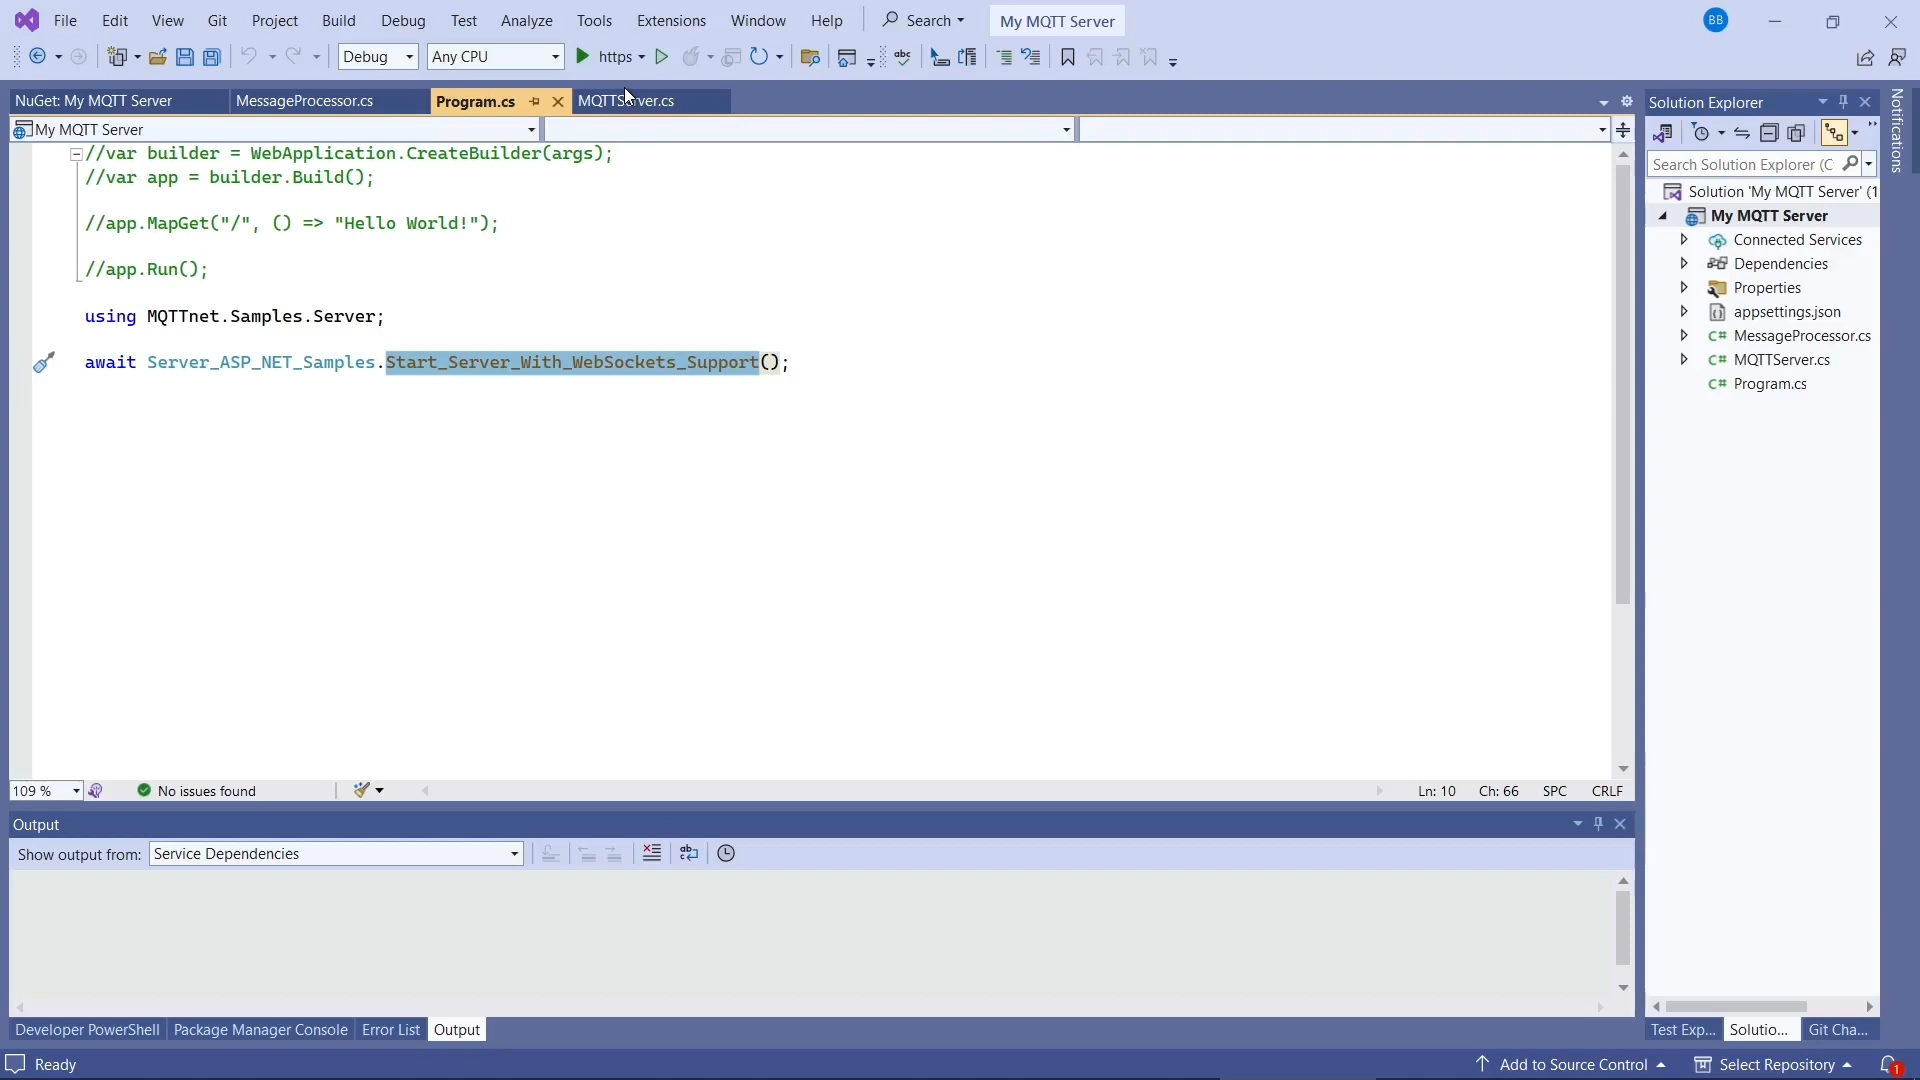 File Edit View Git Project Build Debug Test Analyze Tools Extensions Window Help Search My MQTT Server BB
Debug Any CPU https abc
NuGet: My MQTT Server MessageProcessor.cs Program.cs Solution Explorer
My MQTT Server
Search Solution Explorer (C
Notifications
//var builder = WebApplication.CreateBuilder(args);
//var app = builder.Build();
//app.MapGet("/", () => "Hello World!");
//app.Run();
using MQTTnet.Samples.Server;
await Server_ASP_NET_Samples.Start_Server_With_WebSockets_Support();
Solution 'My MQTT Server' (1
My MQTT Server
Connected Services
Dependencies
Properties
appsettings.json
C# MessageProcessor.cs
C# MQTTServer.cs
C# Program.cs
109 % No issues found Ln: 10 Ch: 66 SPC CRLF
Output
Show output from: Service Dependencies
Developer PowerShell Package Manager Console Error List Output Test Exp... Solutio... Git Cha...
Ready Add to Source Control Select Repository 1